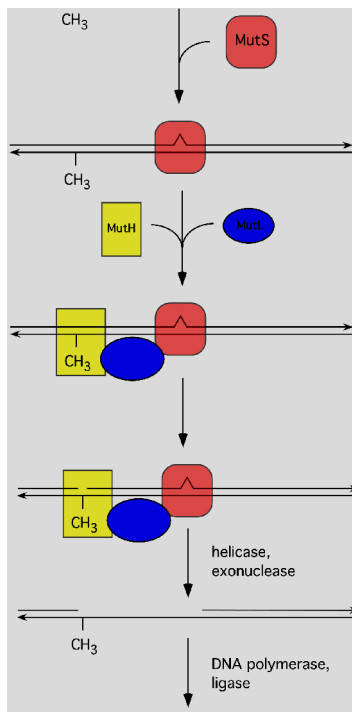 CH3
MutS
CH3
MutH
MutL
CH3
CH3
helicase,
exonuclease
CH3
DNA polymerase,
ligase